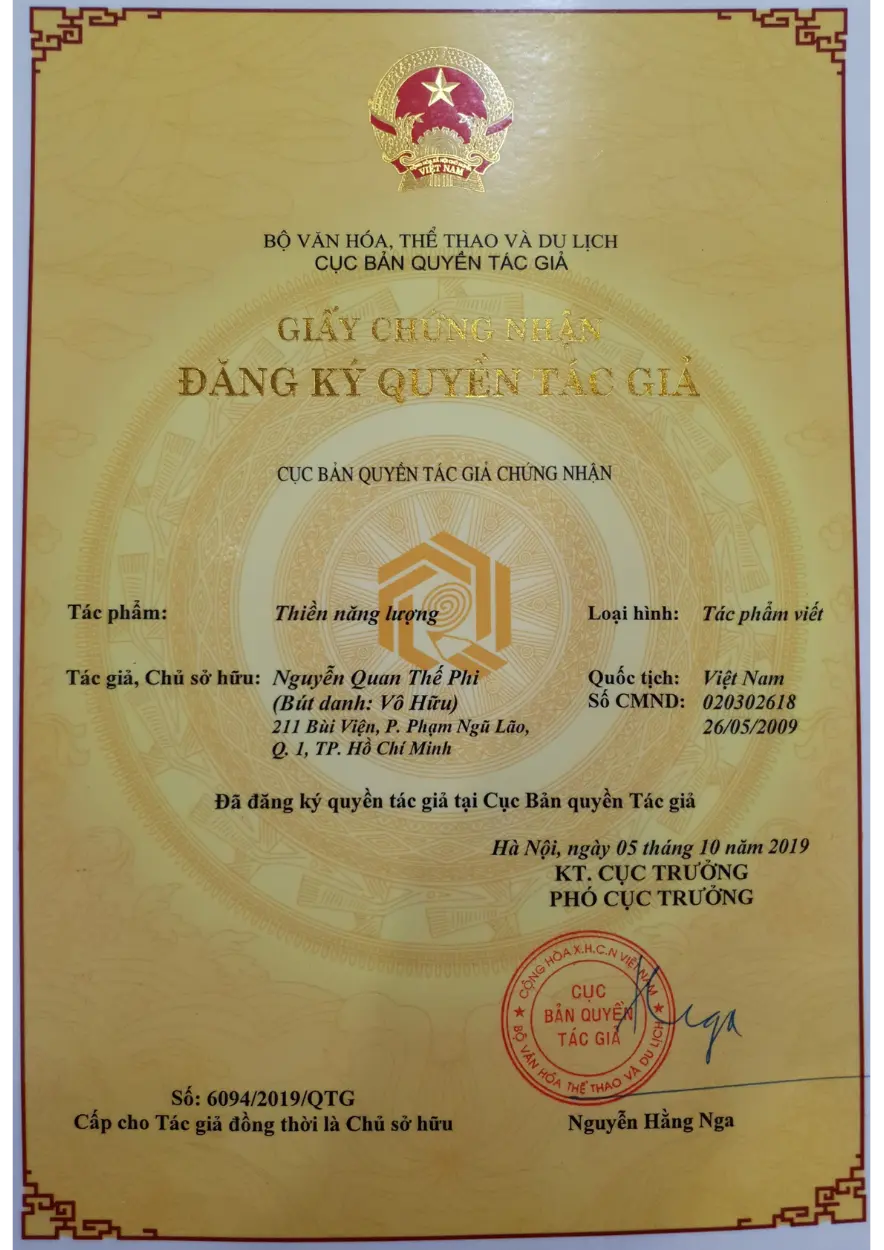 VIỆT NAM
BỘ VĂN HÓA, THỂ THAO VÀ DU LỊCH
CỤC BẢN QUYỀN TÁC GIẢ
GIẤY CHỨNG NHẬN
ĐĂNG KÝ QUYỀN TÁC GIẢ
CỤC BẢN QUYỀN TÁC GIẢ CHỨNG NHẬN
Tác phẩm: Thiền năng lượng Loại hình: Tác phẩm viết
Tác giả, Chủ sở hữu: Nguyễn Quan Thế Phi Quốc tịch: Việt Nam
(Bút danh: Vô Hữu) Số CMND: 020302618
211 Bùi Viện, P. Phạm Ngũ Lão, 26/05/2009
Q. 1, TP. Hồ Chí Minh
Đã đăng ký quyền tác giả tại Cục Bản quyền Tác giả
Hà Nội, ngày 05 tháng 10 năm 2019
KT. CỤC TRƯỞNG
PHÓ CỤC TRƯỞNG
CỘNG HÒA X.H.C.N VIỆT NAM
CỤC
BẢN QUYỀN
TÁC GIẢ
BỘ VĂN HÓA THỂ THAO VÀ DU LỊCH
Nga
Số: 6094/2019/QTG
Cấp cho Tác giả đồng thời là Chủ sở hữu
Nguyễn Hằng Nga